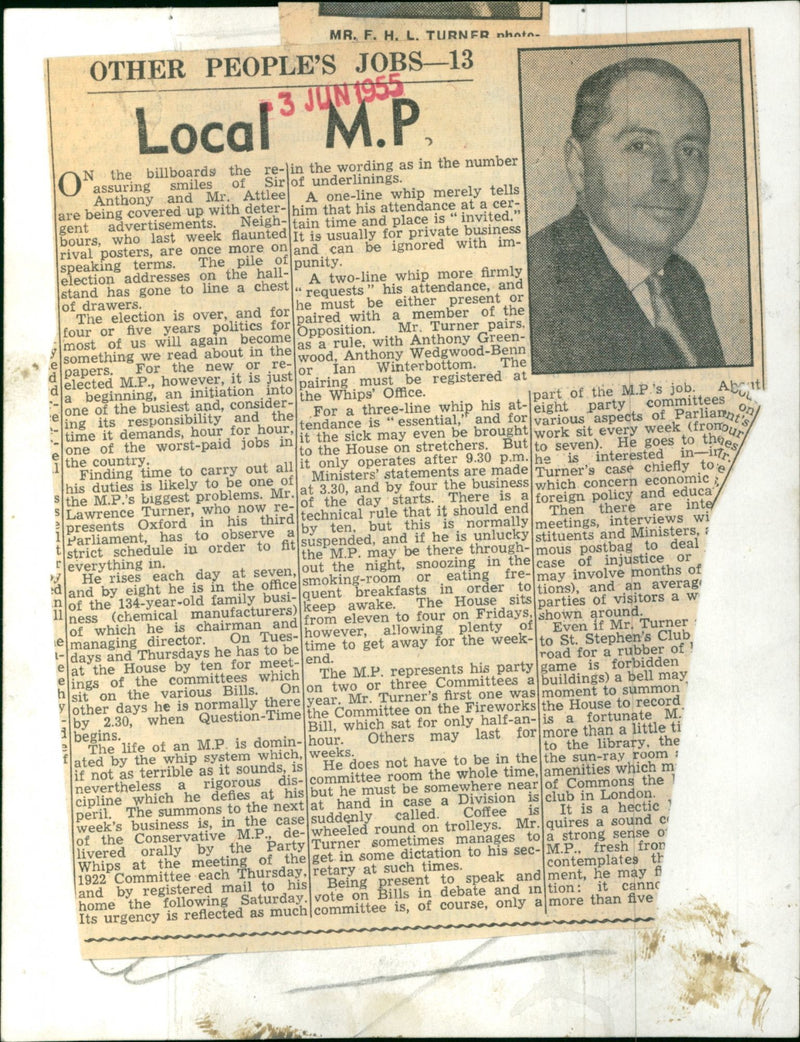 MR. F. H. L. TURNER photo-
OTHER PEOPLE'S JOBS—13
3 JUN 1955
Local M.P.
ON the billboards the re-
assuring smiles of Sir
Anthony and Mr. Attlee
are being covered up with deter-
gent advertisements. Neigh-
bours, who last week flaunted
rival posters, are once more on
speaking terms. The pile of
election addresses on the hall-
stand has gone to line a chest
of drawers.
The election is over, and for
four or five years politics for
most of us will again become
something we read about in the
papers. For the new or re-
elected M.P., however, it is just
a beginning, an initiation into
one of the busiest and, consider-
ing its responsibility and the
time it demands, hour for hour,
one of the worst-paid jobs in
the country.
Finding time to carry out all
his duties is likely to be one of
the M.P.'s biggest problems. Mr.
Lawrence Turner, who now re-
presents Oxford in his third
Parliament, has to observe a
strict schedule in order to fit
everything in.
He rises each day at seven,
and by eight he is in the office
of the 134-year-old family busi-
ness (chemical manufacturers)
of which he is chairman and
managing director. On Tues-
days and Thursdays he has to be
at the House by ten for meet-
ings of the committees which
sit on the various Bills. On
other days he is normally there
by 2.30, when Question-Time
begins.
The life of an M.P. is domin-
ated by the whip system which,
if not as terrible as it sounds, is
nevertheless a rigorous dis-
cipline which he defies at his
peril. The summons to the next
week's business is, in the case
of the Conservative M.P., de-
livered orally by the Party
Whips at the meeting of the
1922 Committee each Thursday,
and by registered mail to his
home the following Saturday.
Its urgency is reflected as much
in the wording as in the number
of underlinings.
A one-line whip merely tells
him that his attendance at a cer-
tain time and place is "invited."
It is usually for private business
and can be ignored with im-
punity.
A two-line whip more firmly
"requests" his attendance, and
he must be either present or
paired with a member of the
Opposition. Mr. Turner pairs,
as a rule, with Anthony Green-
wood, Anthony Wedgwood-Benn
or Ian Winterbottom. The
pairing must be registered at
the Whips' Office.
For a three-line whip his at-
tendance is "essential," and for
it the sick may even be brought
to the House on stretchers. But
it only operates after 9.30 p.m.
Ministers' statements are made
at 3.30, and by four the business
of the day starts. There is a
technical rule that it should end
by ten, but this is normally
suspended, and if he is unlucky
the M.P. may be there through-
out the night, snoozing in the
smoking-room or eating fre-
quent breakfasts in order to
keep awake. The House sits
from eleven to four on Fridays,
however, allowing plenty of
time to get away for the week-
end.
The M.P. represents his party
on two or three Committees a
year. Mr. Turner's first one was
the Committee on the Fireworks
Bill, which sat for only half-an-
hour. Others may last for
weeks.
He does not have to be in the
committee room the whole time,
but he must be somewhere near
at hand in case a Division is
suddenly called. Coffee is
wheeled round on trolleys. Mr.
Turner sometimes manages to
get in some dictation to his sec-
retary at such times.
Being present to speak and
vote on Bills in debate and in
committee is, of course, only a
part of the M.P.'s job. About
eight party committees on
various aspects of Parliam
work sit every week (from
to seven). He goes to th
he is interested in—in
Turner's case chiefly to
which concern economic
foreign policy and educa
Then there are inte
meetings, interviews wi
stituents and Ministers,
mous postbag to deal
case of injustice or
may involve months of
tions), and an averag
parties of visitors a w
shown around.
Even if Mr. Turner
to St. Stephen's Club
road for a rubber of
game is forbidden
buildings) a bell may
moment to summon
the House to record
is a fortunate M.
more than a little ti
to the library, the
the sun-ray room
amenities which m
of Commons the
club in London.
It is a hectic
quires a sound c
a strong sense o
M.P., fresh from
contemplates th
ment, he may fi
tion: it canno
more than five